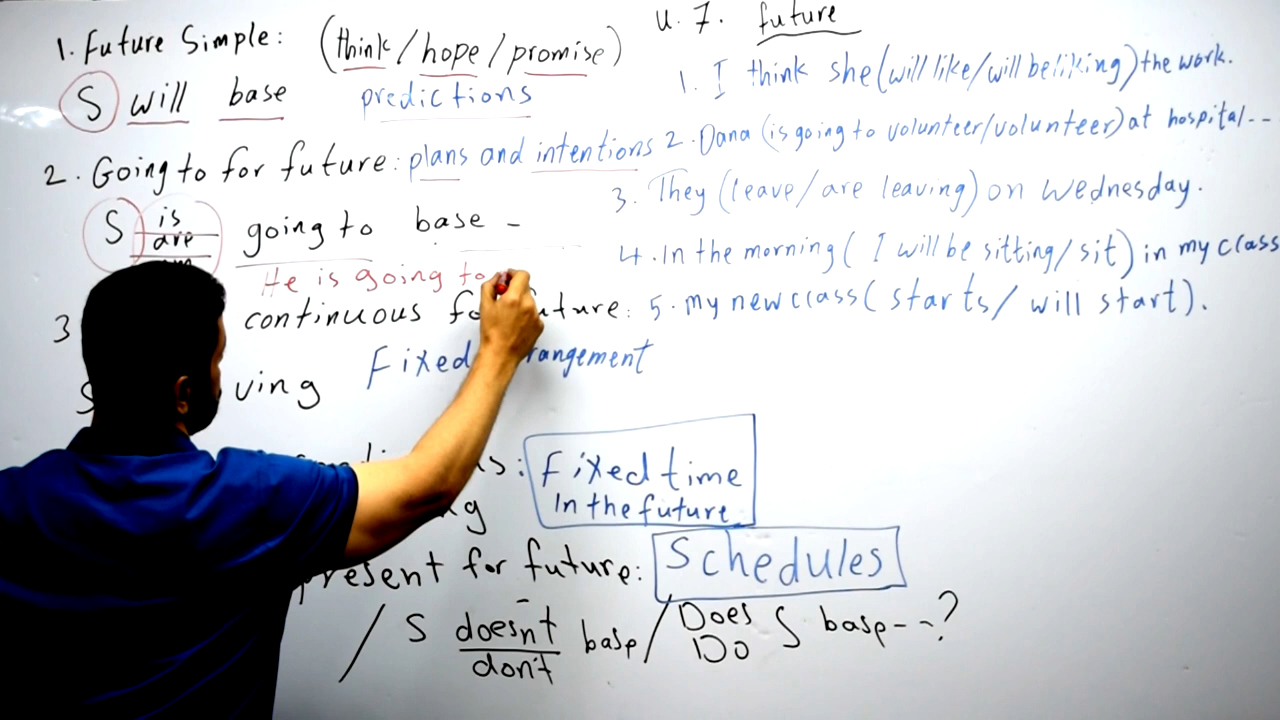 1. Future Simple: (think/hope/promise)
S will base predictions
2. Going to for future: plans and intentions
S is are going to base -
He is going to
3 continuous for future:
ving Fixed rangement
s: Fixed time
In the future
present for future: Schedules
/ S doesn't don't base / Does Do S base--?
U. 7. future
1. I think she (will like/will be liking) the work.
2. Dana (is going to volunteer/volunteer) at hospital--
3. They (leave/are leaving) on Wednesday.
4. In the morning ( I will be sitting/sit) in my class
5. my new class ( starts/ will start).